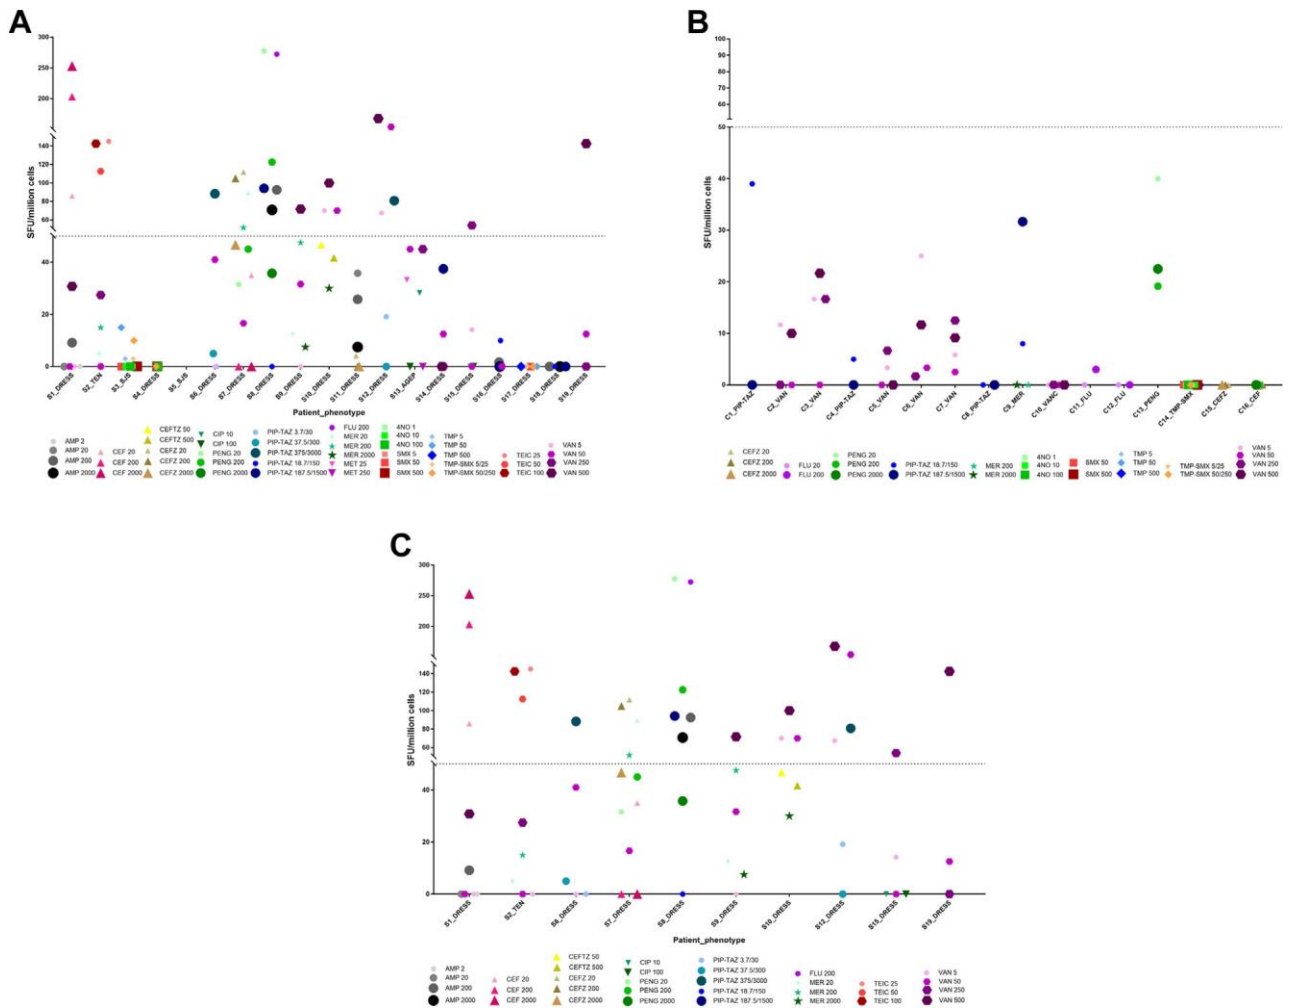 A
300
250
200
140
120
100
80
60
40
20
0
SFU/million cells
S1_DRESS
S2_TEN
S3_SJS
S4_DRESS
S5_SJS
S6_DRESS
S7_DRESS
S8_DRESS
S9_DRESS
S10_DRESS
S11_DRESS
S12_DRESS
S13_AGEP
S14_DRESS
S15_DRESS
S16_DRESS
S17_DRESS
S18_DRESS
S19_DRESS
Patient_phenotype
AMP 2
AMP 20
AMP 200
AMP 2000
CEF 20
CEF 200
CEF 2000
CEFTZ 50
CEFTZ 500
CEFZ 20
CEFZ 200
CEFZ 2000
CIP 10
CIP 100
PENG 20
PENG 200
PENG 2000
PIP-TAZ 3.7/30
PIP-TAZ 37.5/300
PIP-TAZ 375/3000
PIP-TAZ 18.7/150
PIP-TAZ 187.5/1500
FLU 200
MER 20
MER 200
MER 2000
MET 25
MET 250
4NO 1
4NO 10
4NO 100
SMX 5
SMX 50
SMX 500
TMP 5
TMP 50
TMP 500
TMP-SMX 5/25
TMP-SMX 50/250
TEIC 25
TEIC 50
TEIC 100
VAN 5
VAN 50
VAN 250
VAN 500
B
100
90
80
70
60
50
40
30
20
10
0
SFU/million cells
C1_PIP-TAZ
C2_VAN
C3_VAN
C4_PIP-TAZ
C5_VAN
C6_VAN
C7_VAN
C8_PIP-TAZ
C9_MER
C10_VANC
C11_FLU
C12_FLU
C13_PENG
C14_TMP-SMX
C15_CEFZ
C16_CEF
CEFZ 20
CEFZ 200
CEFZ 2000
FLU 20
FLU 200
PENG 20
PENG 200
PENG 2000
PIP-TAZ 18.7/150
PIP-TAZ 187.5/1500
MER 200
MER 2000
4NO 1
4NO 10
4NO 100
SMX 50
SMX 500
TMP 5
TMP 50
TMP 500
TMP-SMX 5/25
TMP-SMX 50/250
VAN 5
VAN 50
VAN 250
VAN 500
C
300
250
200
140
120
100
80
60
40
20
0
SFU/million cells
S1_DRESS
S2_TEN
S6_DRESS
S7_DRESS
S8_DRESS
S9_DRESS
S10_DRESS
S12_DRESS
S15_DRESS
S19_DRESS
Patient_phenotype
AMP 2
AMP 20
AMP 200
AMP 2000
CEF 20
CEF 200
CEF 2000
CEFTZ 50
CEFTZ 500
CEFZ 20
CEFZ 200
CEFZ 2000
CIP 10
CIP 100
PENG 20
PENG 200
PENG 2000
PIP-TAZ 3.7/30
PIP-TAZ 37.5/300
PIP-TAZ 375/3000
PIP-TAZ 18.7/150
PIP-TAZ 187.5/1500
FLU 200
MER 20
MER 200
MER 2000
TEIC 25
TEIC 50
TEIC 100
VAN 5
VAN 50
VAN 250
VAN 500